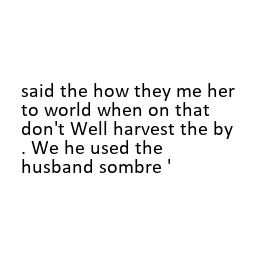 said the how they me her
to world when on that
don't Well harvest the by
. We he used the
husband sombre '